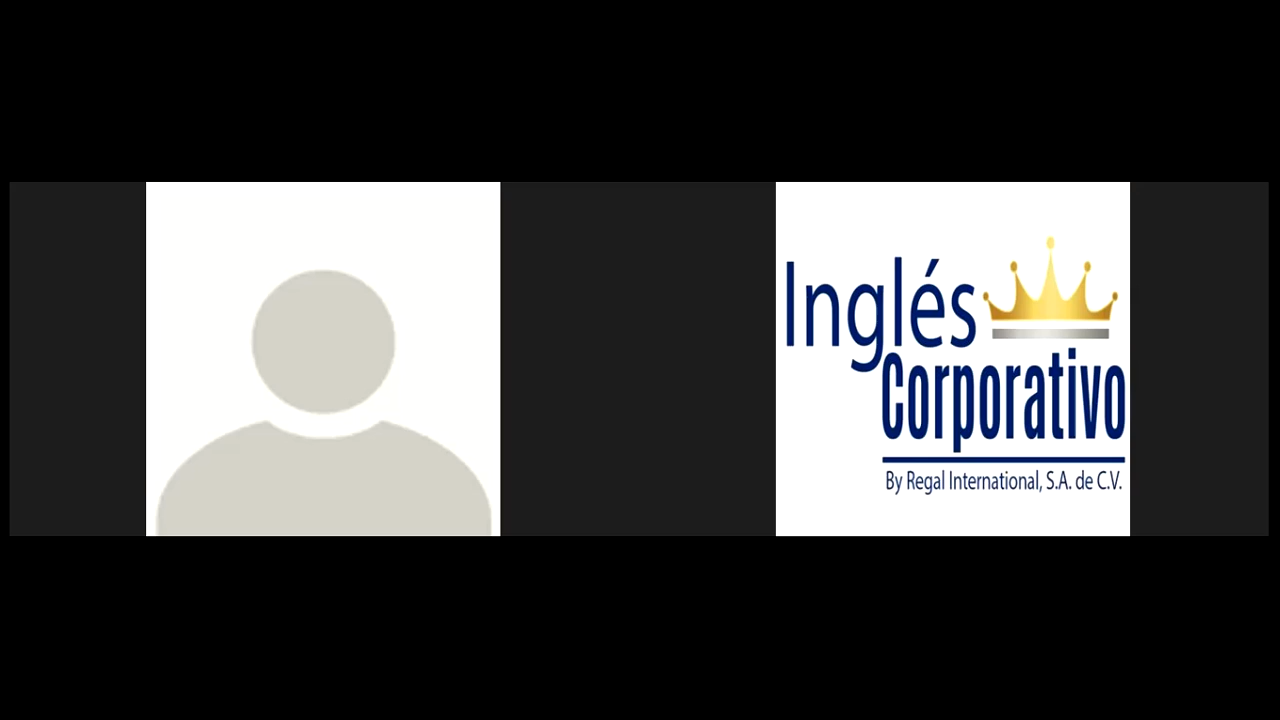 Inglés
Corporativo
By Regal International, S.A. de C.V.